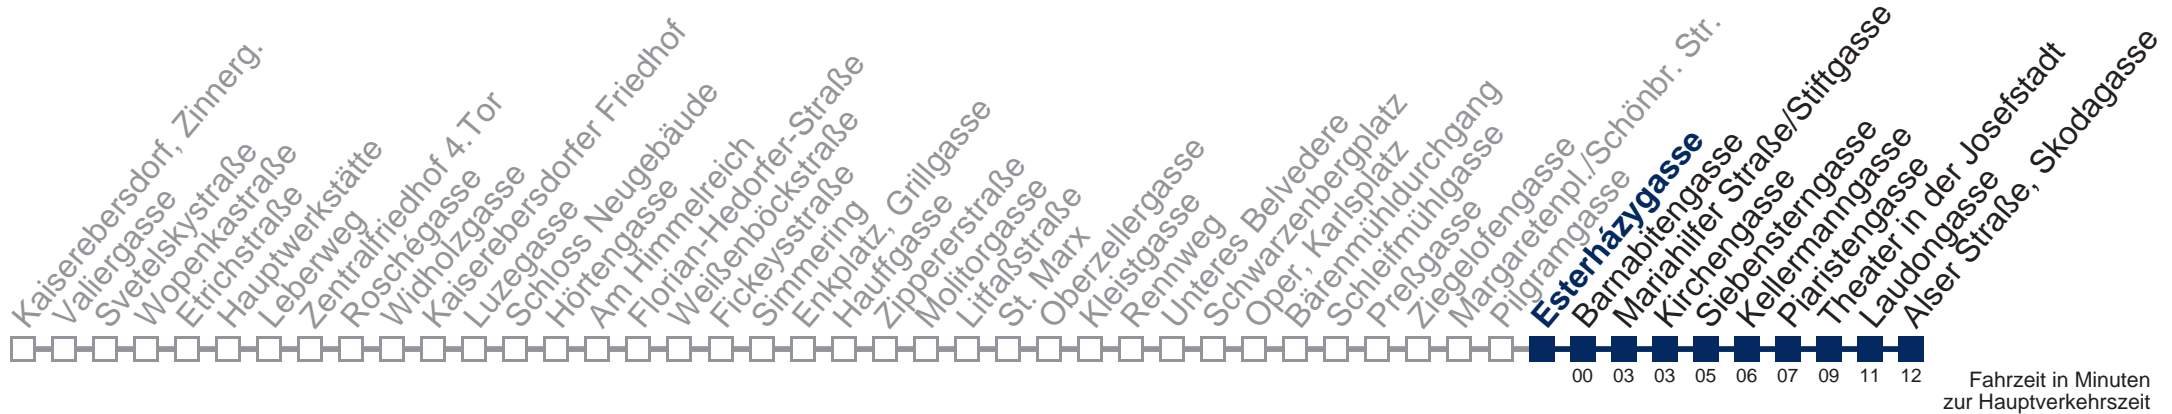 Kaiserebersdorf, Zinnerg.
Valiergasse
Svetelskystraße
Wopenkastraße
Etrichstraße
Hauptwerkstätte
Leberweg
Zentralfriedhof 4.Tor
Roschégasse
Widholzgasse
Kaiserebersdorfer Friedhof
Luzegasse
Schloss Neugebäude
Hörtengasse
Am Himmelreich
Florian-Hedorfer-Straße
Weißenböckstraße
Fickeysstraße
Simmering
Enkplatz, Grillgasse
Hauffgasse
Zippererstraße
Molitorgasse
Litfaßstraße
St. Marx
Oberzellergasse
Kleistgasse
Rennweg
Unteres Belvedere
Schwarzenbergplatz
Oper, Karlsplatz
Bärenmühldurchgang
Schleifmühlgasse
Preßgasse
Ziegelofengasse
Margaretenpl./Schönbr. Str.
Pilgramgasse
Esterházygasse
Barnabitengasse
Mariahilfer Straße/Stiftgasse
Kirchengasse
Siebensterngasse
Kellermanngasse
Piaristengasse
Theater in der Josefstadt
Laudongasse
Alser Straße, Skodagasse
00 03 03 05 06 07 09 11 12
Fahrzeit in Minuten
zur Hauptverkehrszeit